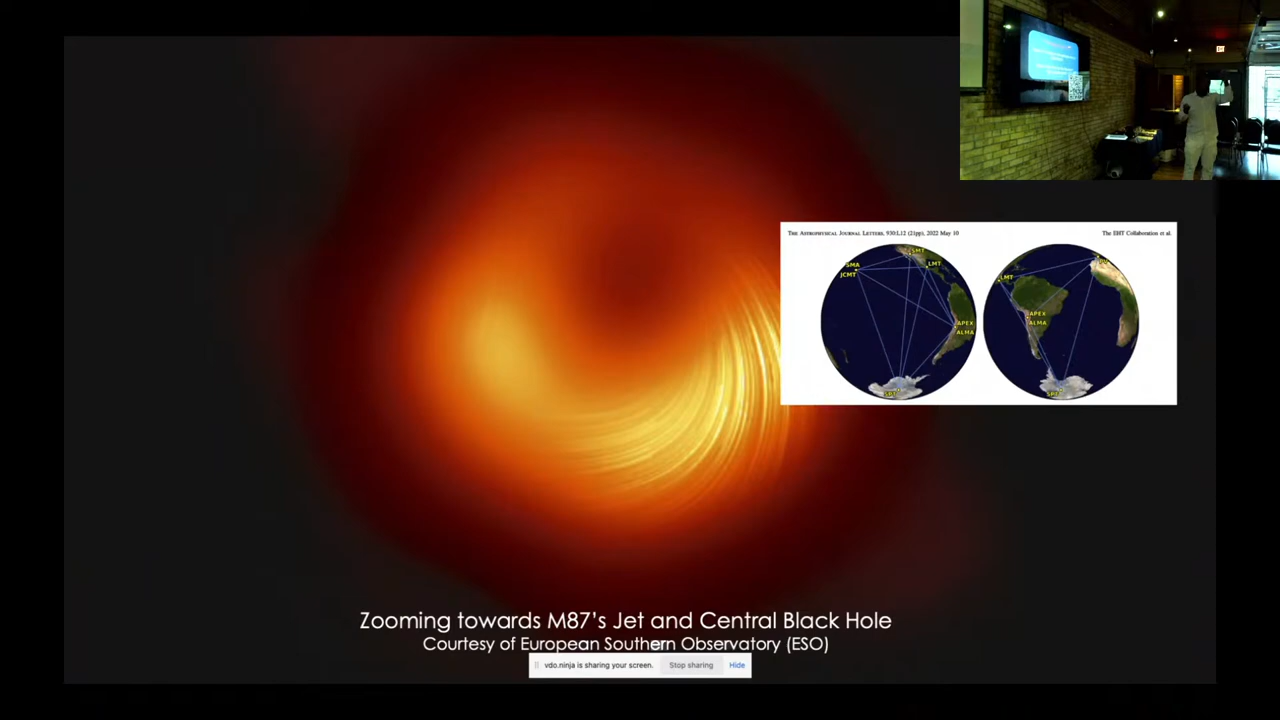 THE ASTROPHYSICAL JOURNAL LETTERS, 930:L12 (21pp), 2022 May 10
The EHT Collaboration et al.
SMT
SMA
LMT
JCMT
APEX
ALMA
SPT
LMT
APEX
ALMA
SPT
Zooming towards M87's Jet and Central Black Hole
Courtesy of European Southern Observatory (ESO)
vdo.ninja is sharing your screen.
Stop sharing
Hide